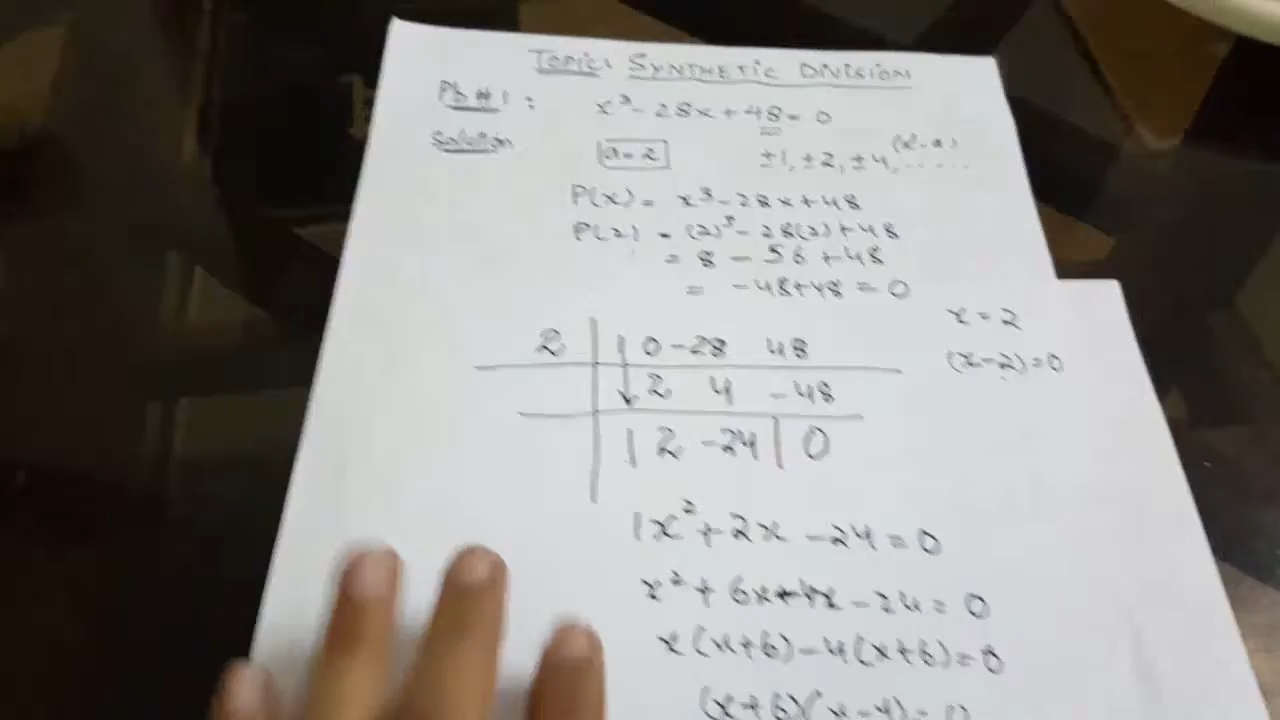 TOPIC: SYNTHETIC DIVISION
Pb # 1 : x³ - 28x + 48 = 0
Solution a = 2 ±1, ±2, ±4, ...... (x - a)
P(x) = x³ - 28x + 48
P(2) = (2)³ - 28(2) + 48
= 8 - 56 + 48
= -48 + 48 = 0
x = 2
(x - 2) = 0
2 | 1 0 -28 48
2 4 -48
1 2 -24 | 0
1x² + 2x - 24 = 0
x² + 6x - 4x - 24 = 0
x(x+6) - 4(x+6) = 0
(x+6)(x-4) = 0